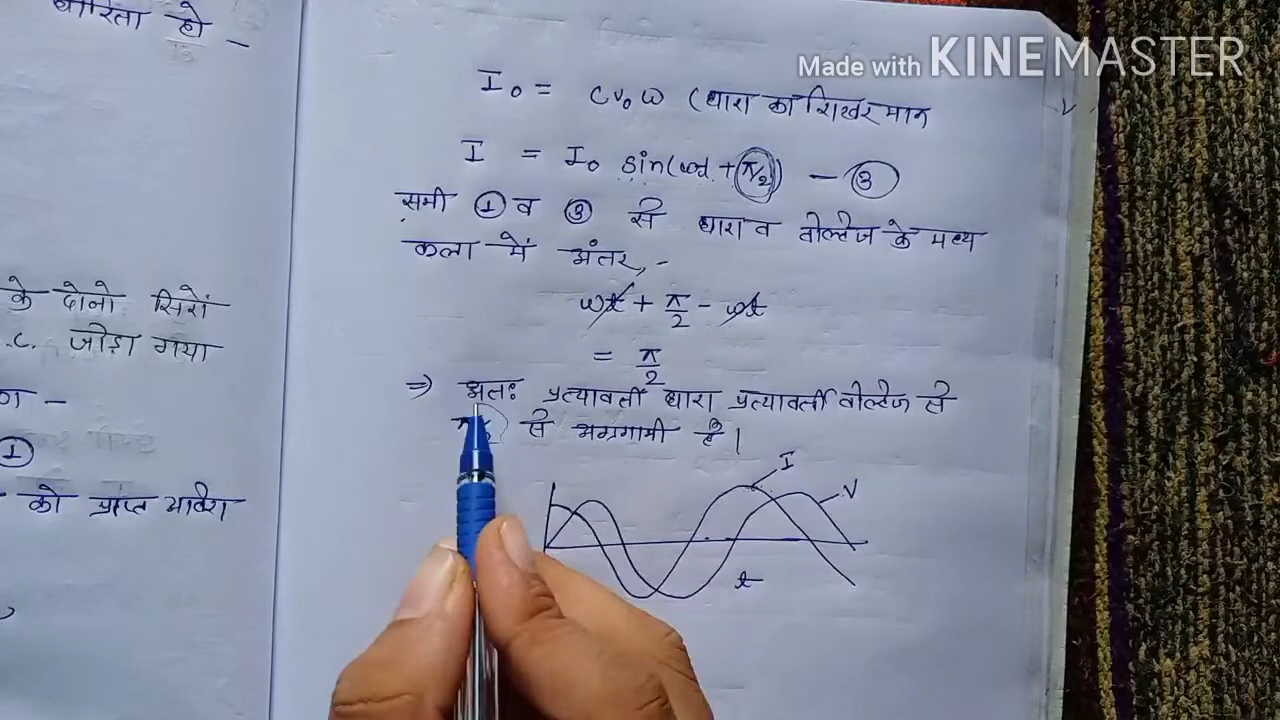 धारिता हो –
के दोनो सिरों
.C. जोड़ा गया
①
को प्राप्त आवेश
Made with KINEMASTER
I₀ = CV₀ω (धारा का शिखर मान
I = I₀ sin(ωt + π/2) – ③
समी ① व ③ से धारा व वोल्टेज के मध्य
कला में अंतर, -
ωt + π/2 - ωt
= π/2
⇒ अतः प्रत्यावर्ती धारा प्रत्यावर्ती वोल्टेज से
से अग्रगामी है।
I
V
t